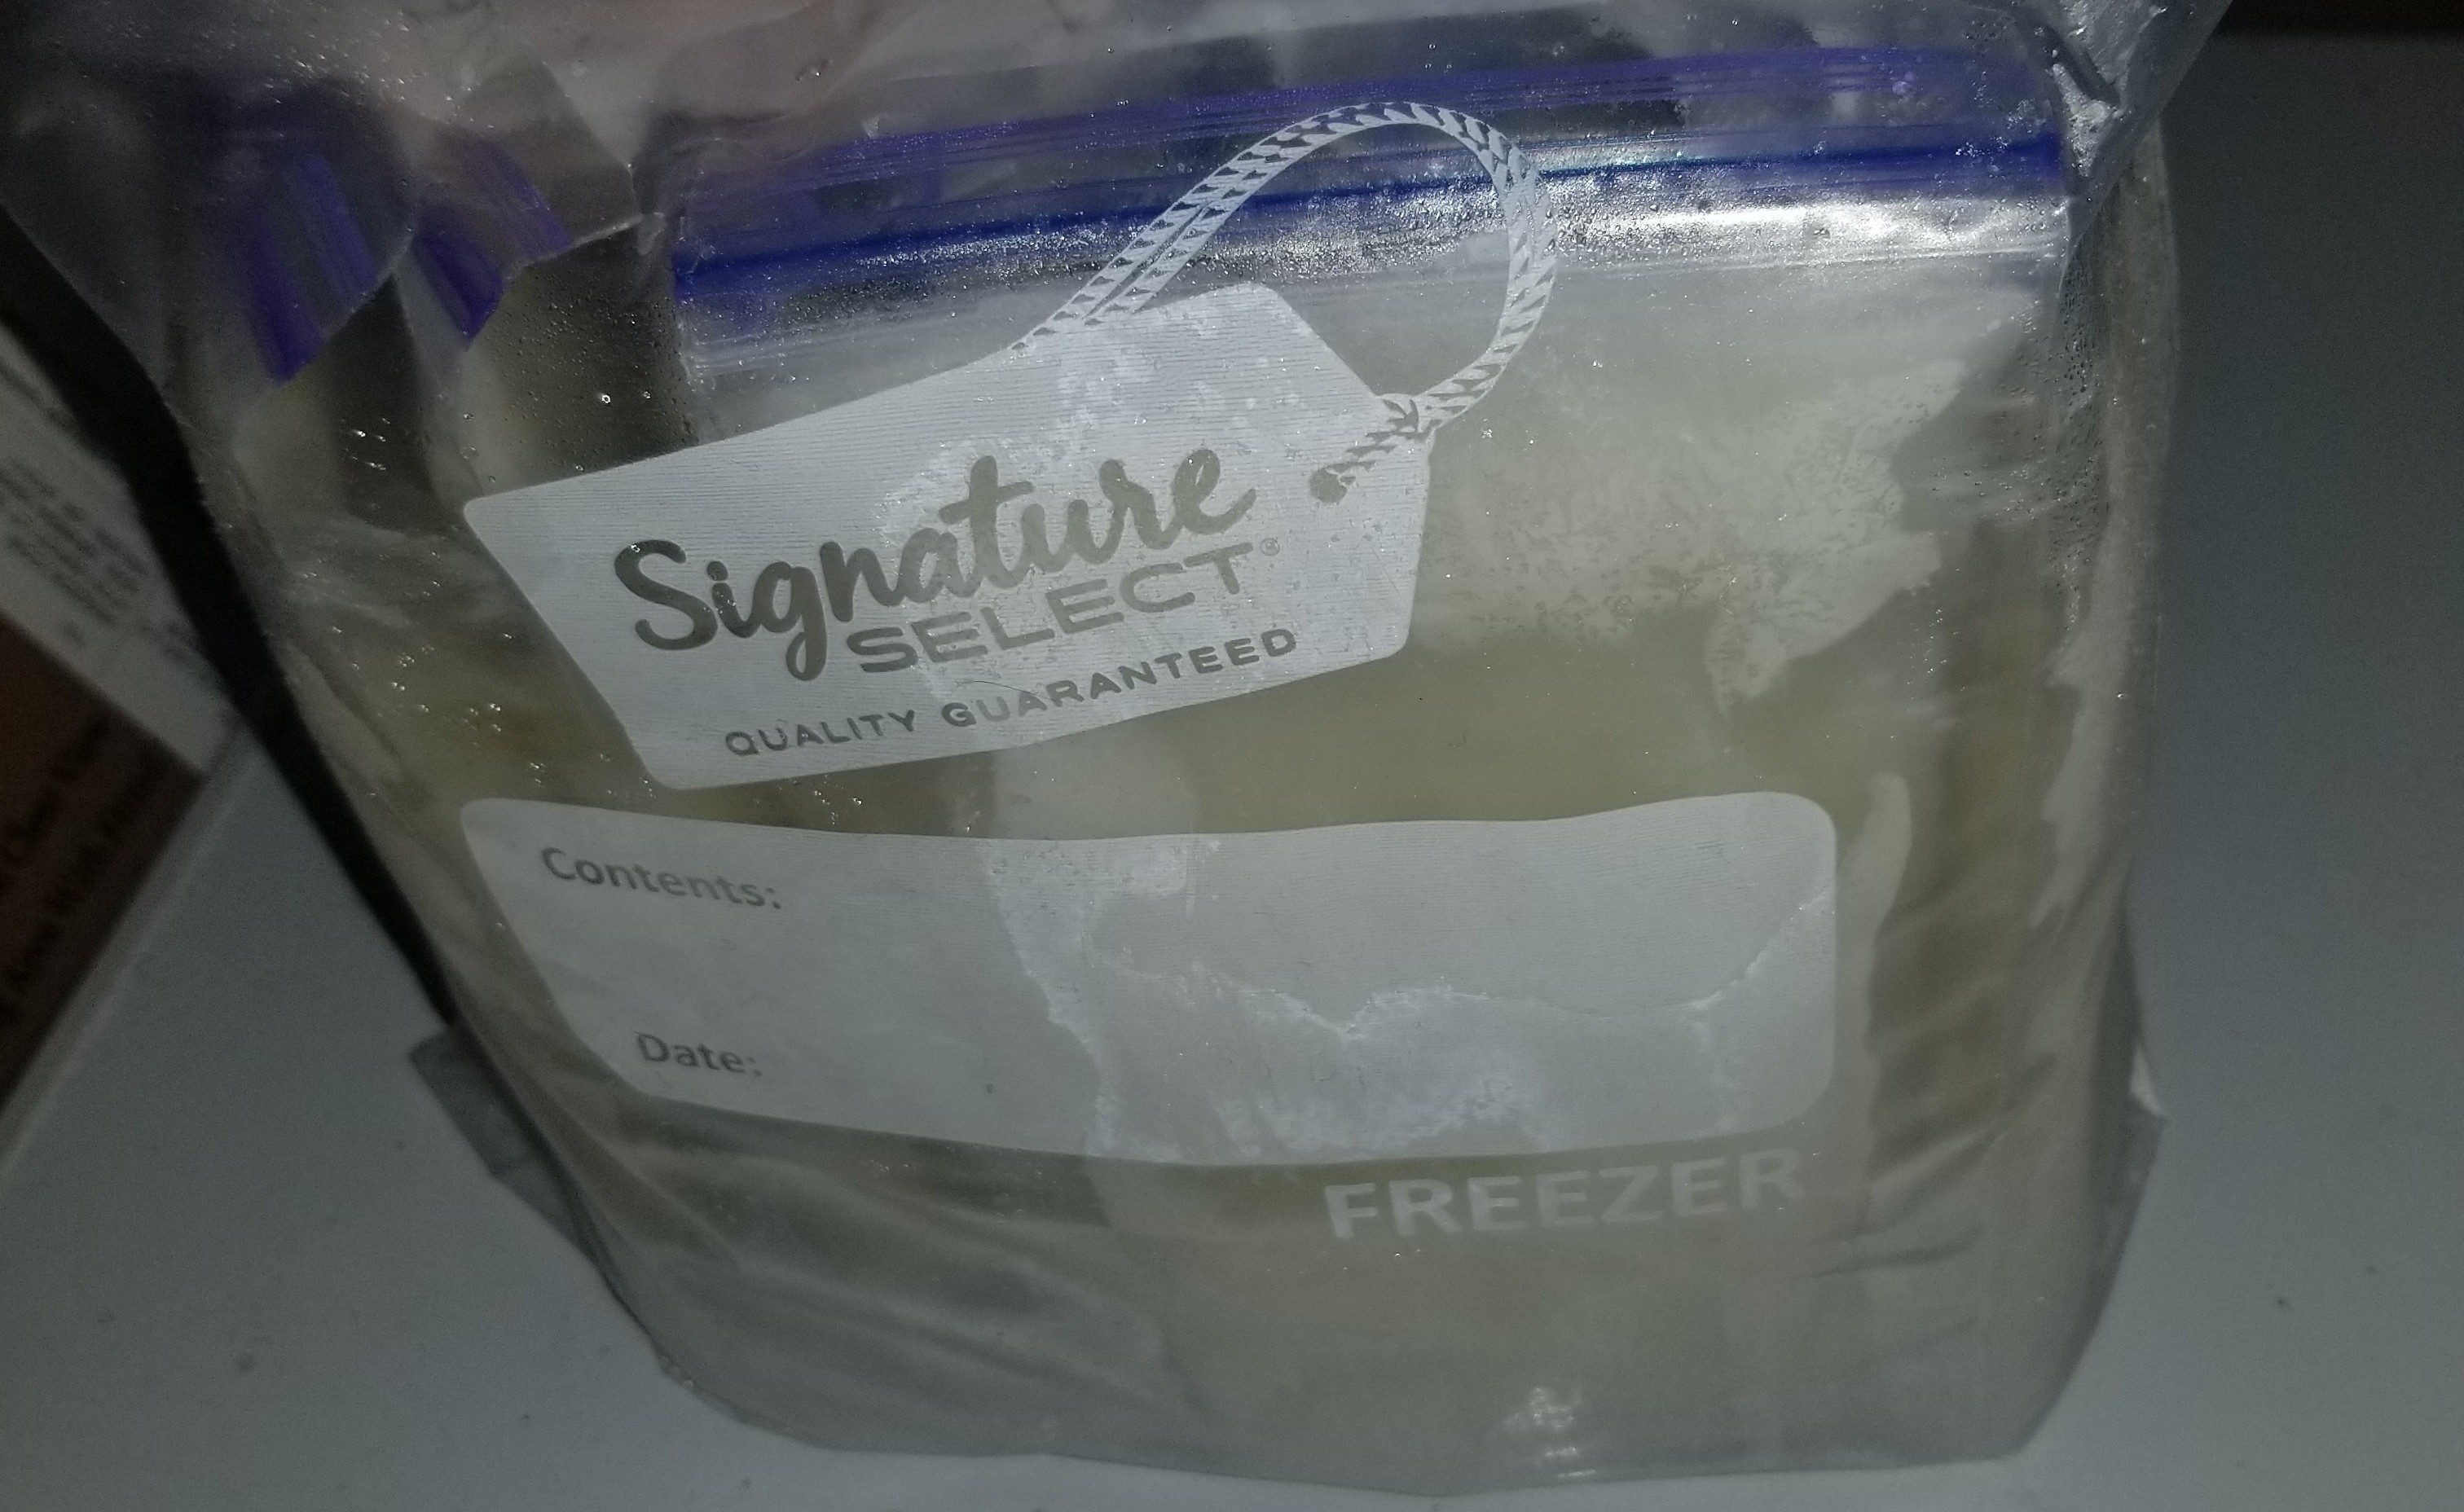 Signature
SELECT®
QUALITY GUARANTEED
Contents:
Date:
FREEZER